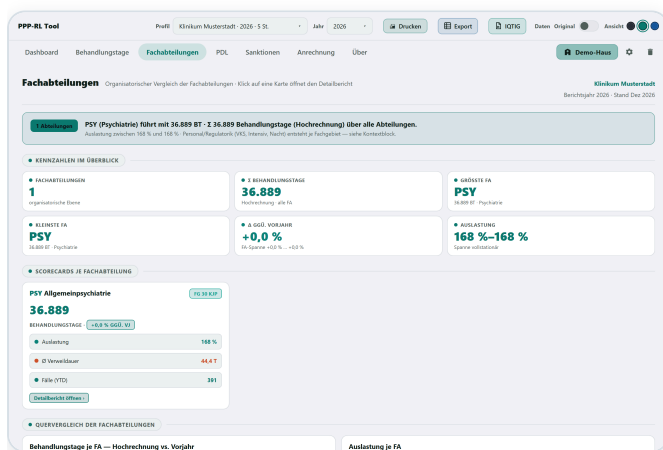 PPP-RL Tool
Profil Klinikum Musterstadt · 2026 · 5 St. Jahr 2026 Drucken Export IQTIG Daten Original Ansicht
Dashboard Behandlungstage Fachabteilungen PDL Sanktionen Anrechnung Über Demo-Haus
Fachabteilungen Organisatorischer Vergleich der Fachabteilungen · Klick auf eine Karte öffnet den Detailbericht
Klinikum Musterstadt
Berichtsjahr 2026 · Stand Dez 2026
1 Abteilungen
PSY (Psychiatrie) führt mit 36.889 BT · Σ 36.889 Behandlungstage (Hochrechnung) über alle Abteilungen.
Auslastung zwischen 168 % und 168 % · Personal/Regulatorik (VKS, Intensiv, Nacht) entsteht je Fachgebiet — siehe Kontextblock.
KENNZAHLEN IM ÜBERBLICK
FACHABTEILUNGEN
1
organisatorische Ebene
Σ BEHANDLUNGSTAGE
36.889
Hochrechnung · alle FA
GRÖSSTE FA
PSY
36.889 BT · Psychiatrie
KLEINSTE FA
PSY
36.889 BT · Psychiatrie
Δ GGÜ. VORJAHR
+0,0 %
FA-Spanne +0,0 % … +0,0 %
AUSLASTUNG
168 %–168 %
Spanne vollstationär
SCORECARDS JE FACHABTEILUNG
PSY Allgemeinpsychiatrie
FG 30 KJP
36.889
BEHANDLUNGSTAGE · +0,0 % GGÜ. VJ
Auslastung 168 %
Ø Verweildauer 44,4 T
Fälle (YTD) 391
Detailbericht öffnen ›
QUERVERGLEICH DER FACHABTEILUNGEN
Behandlungstage je FA — Hochrechnung vs. Vorjahr
Auslastung je FA